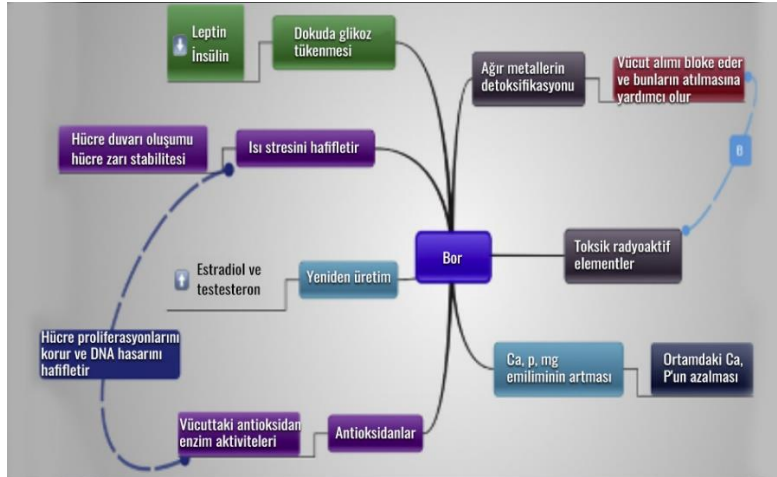 Leptin
İnsülin
Dokuda glikoz
tükenmesi
Ağır metallerin
detoksifikasyonu
Vücut alımı bloke eder
ve bunların atılmasına
yardımcı olur
Hücre duvarı oluşumu
hücre zarı stabilitesi
Isı stresini hafifletir
B
Bor
Toksik radyoaktif
elementler
Estradiol ve
testesteron
Yeniden üretim
Hücre proliferasyonlarını
korur ve DNA hasarını
hafifletir
Ca, p, mg
emiliminin artması
Ortamdaki Ca,
P'un azalması
Vücuttaki antioksidan
enzim aktiviteleri
Antioksidanlar